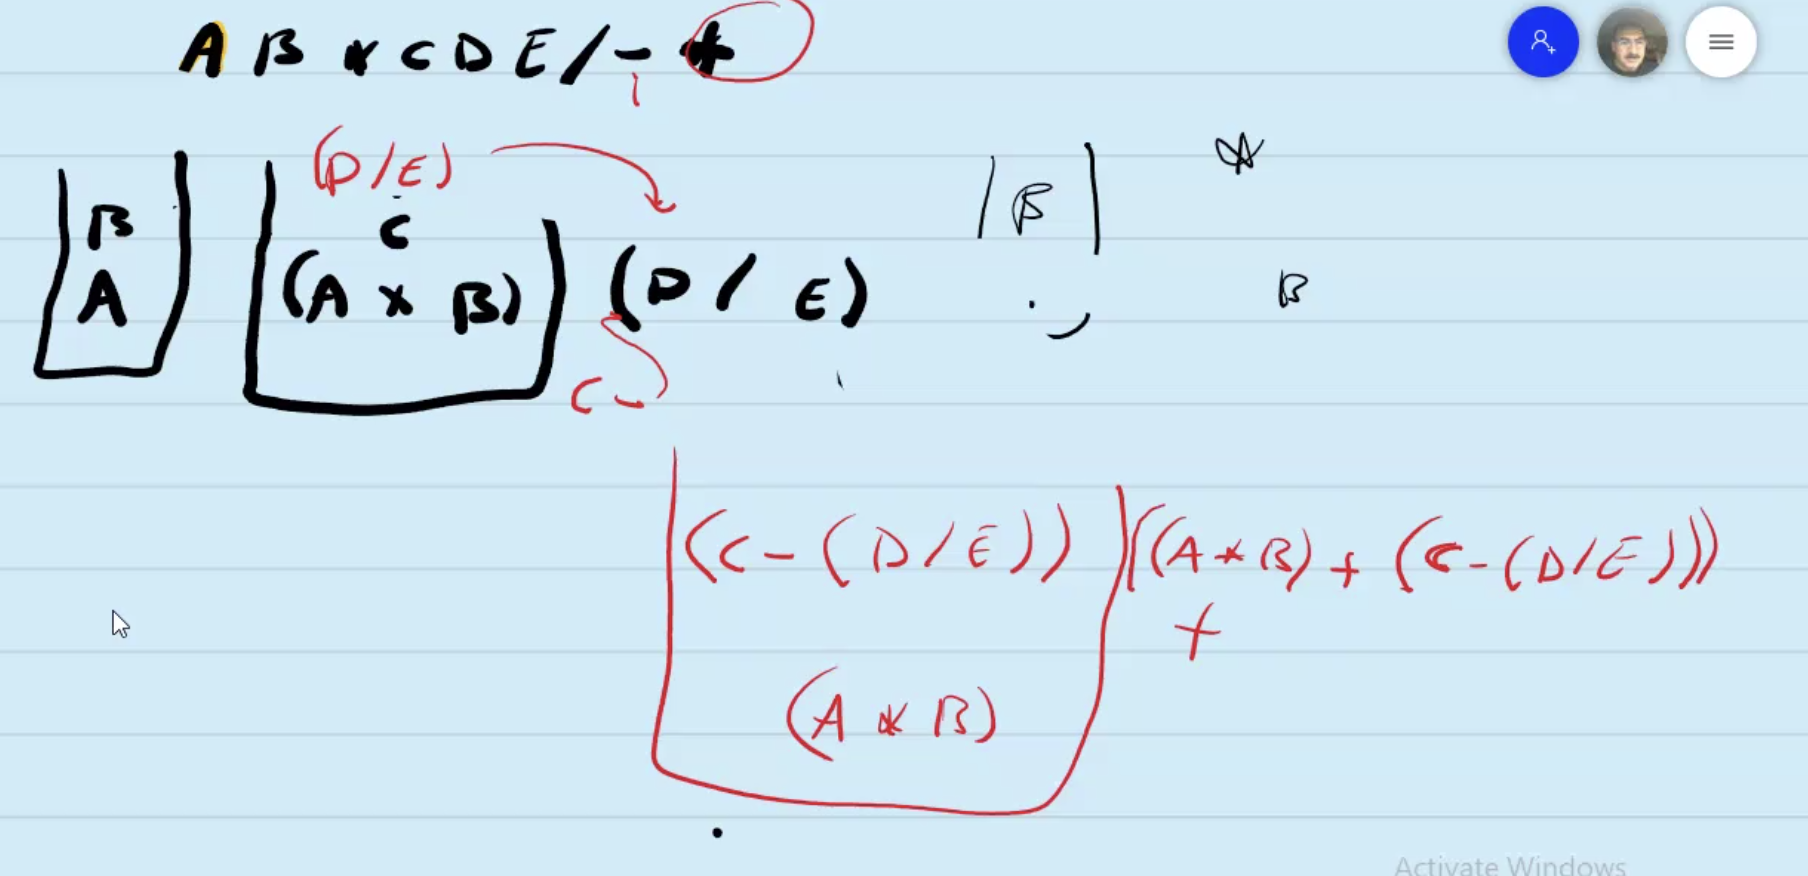 A B * C D E / - +
(D/E)
B
C
B
*
A
(A * B)
(D / E)
B
C -
(C - (D/E))
((A * B) + (C - (D/E)))
+
(A * B)
Activate Windows